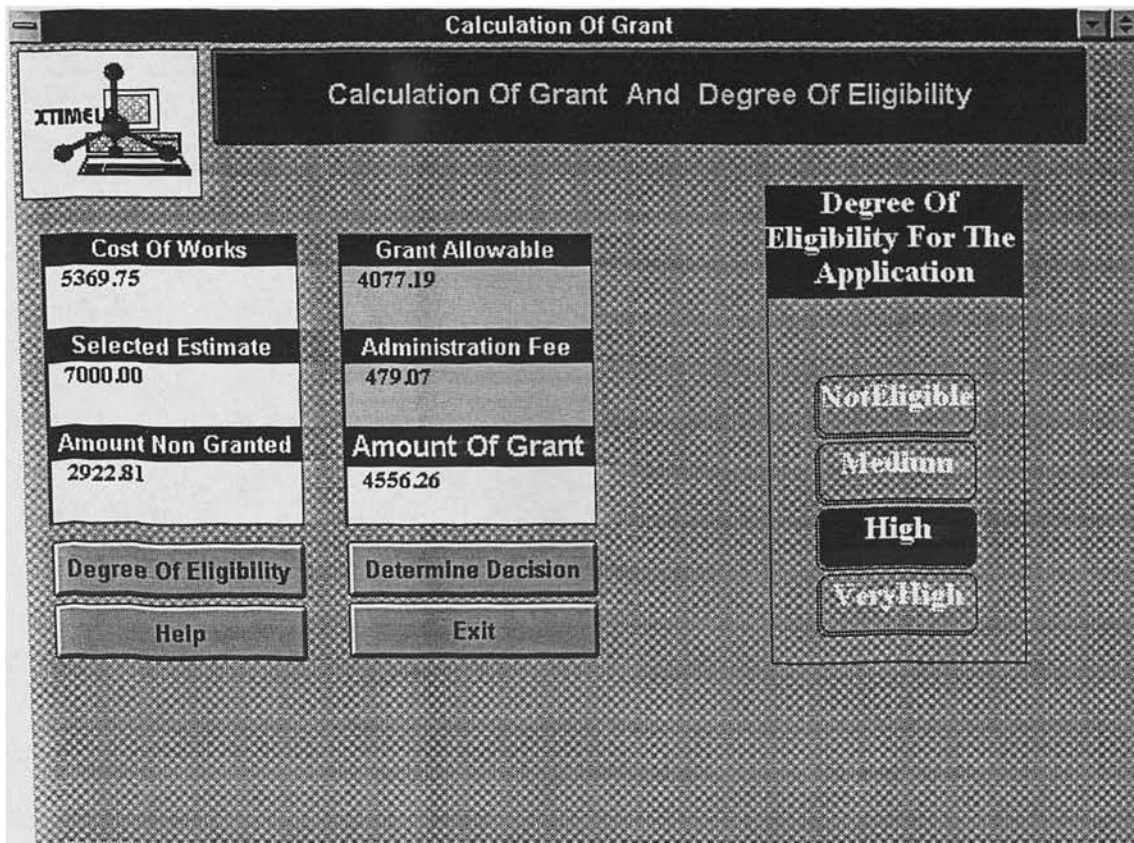 Calculation Of Grant
XTIMEL
Calculation Of Grant And Degree Of Eligibility
Cost Of Works
5369.75
Selected Estimate
7000.00
Amount Non Granted
2922.81
Grant Allowable
4077.19
Administration Fee
479.07
Amount Of Grant
4556.26
Degree Of Eligibility
Determine Decision
Help
Exit
Degree Of
Eligibility For The
Application
NotEligible
Medium
High
VeryHigh